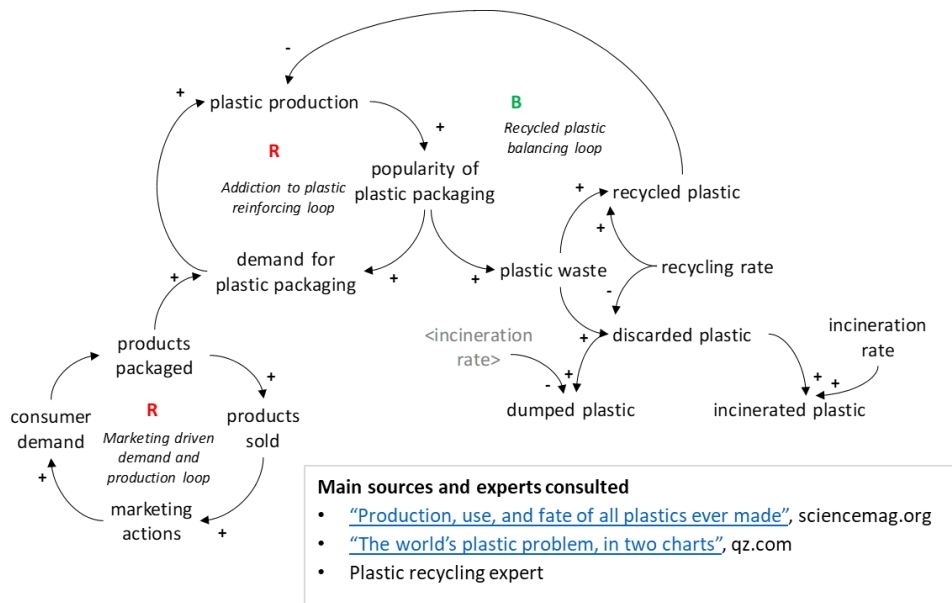 -
+
plastic production
+
B
Recycled plastic
balancing loop
R
Addiction to plastic
reinforcing loop
popularity of
plastic packaging
+
recycled plastic
+
demand for
plastic packaging
+
+
+
plastic waste
recycling rate
-
<incineration
rate>
+
discarded plastic
incineration
rate
products
packaged
+
-
+
+
+
dumped plastic
incinerated plastic
consumer
demand
R
products
sold
Marketing driven
demand and
production loop
+
marketing
actions
+
Main sources and experts consulted
• “Production, use, and fate of all plastics ever made”, sciencemag.org
• “The world’s plastic problem, in two charts”, qz.com
• Plastic recycling expert